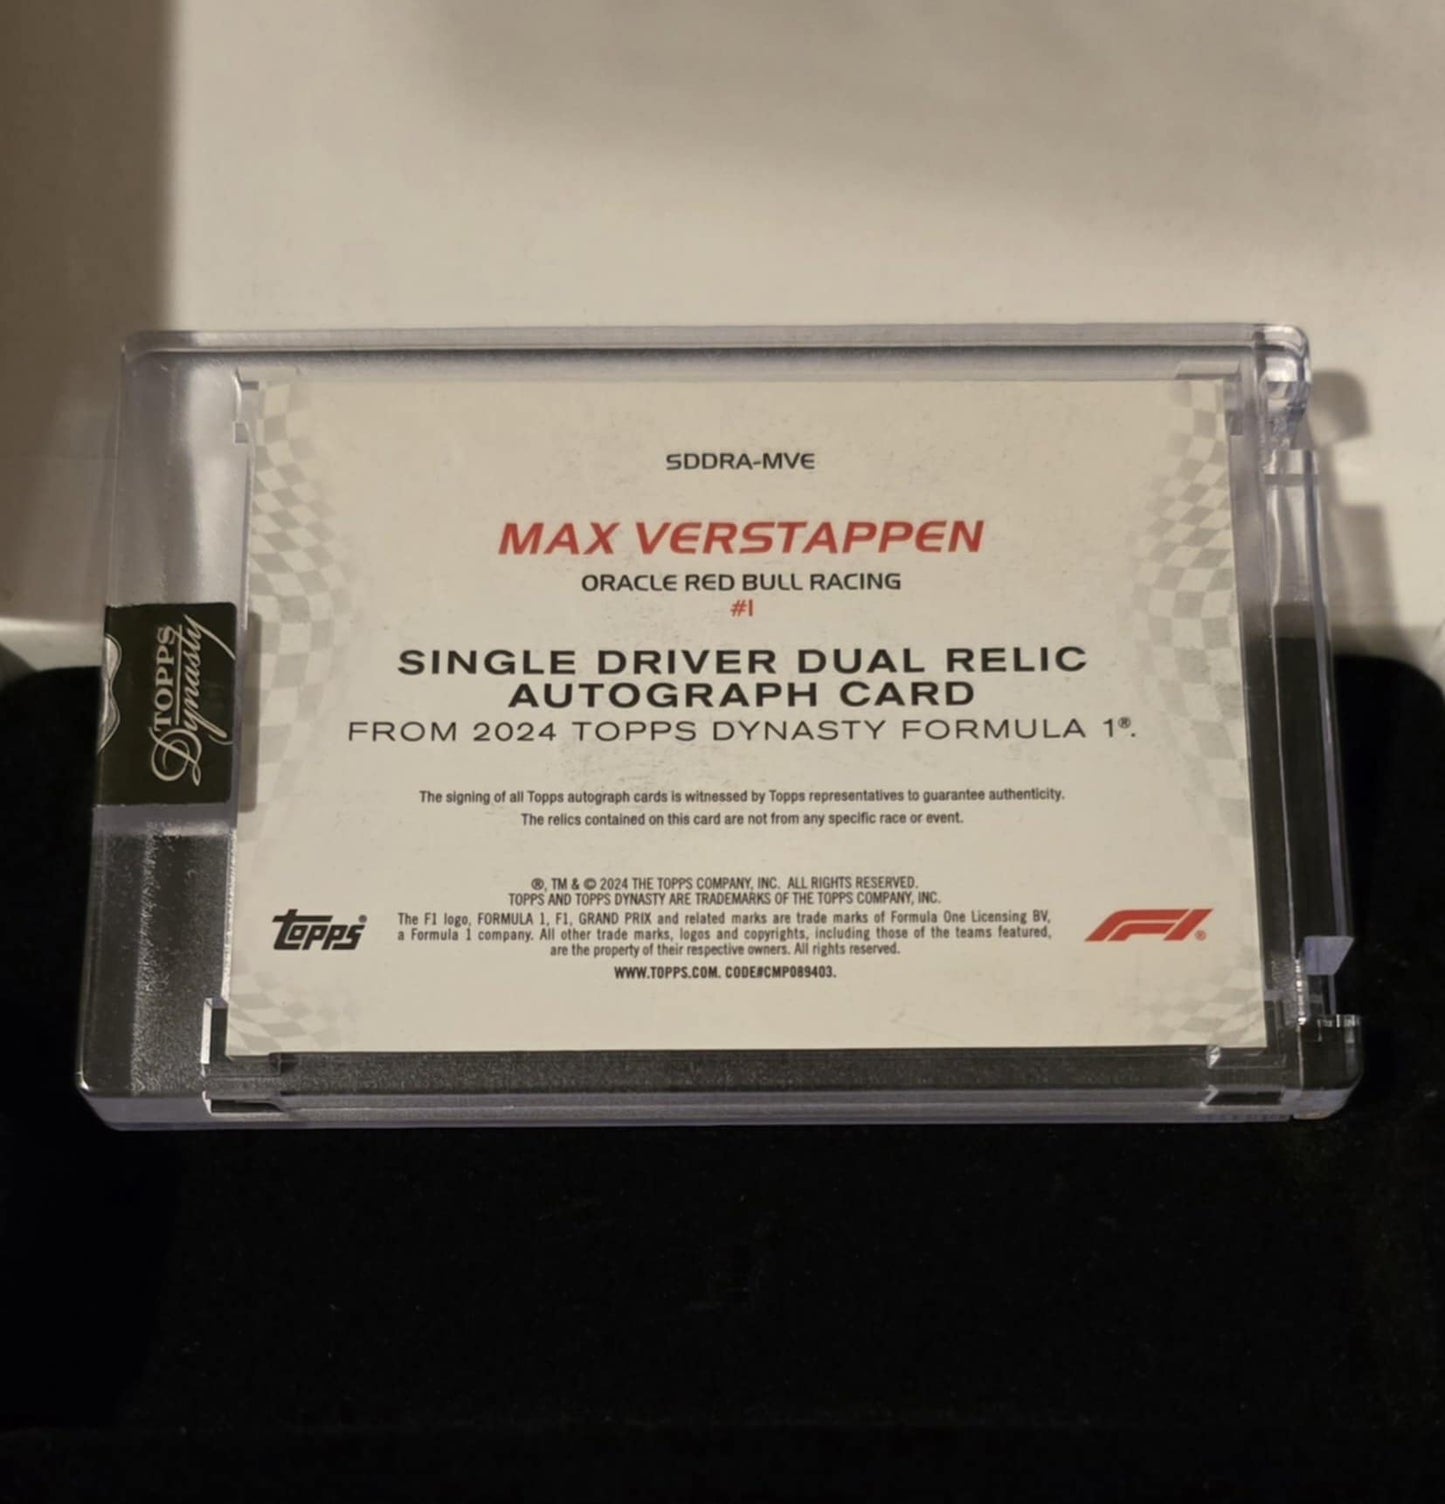 SDDRA-MVE
MAX VERSTAPPEN
ORACLE RED BULL RACING
#1
SINGLE DRIVER DUAL RELIC
AUTOGRAPH CARD
FROM 2024 TOPPS DYNASTY FORMULA 1®.
The signing of all Topps autograph cards is witnessed by Topps representatives to guarantee authenticity.
The relics contained on this card are not from any specific race or event.
®, TM & © 2024 THE TOPPS COMPANY, INC. ALL RIGHTS RESERVED.
TOPPS AND TOPPS DYNASTY ARE TRADEMARKS OF THE TOPPS COMPANY, INC.
The F1 logo, FORMULA 1, F1, GRAND PRIX and related marks are trade marks of Formula One Licensing BV,
a Formula 1 company. All other trade marks, logos and copyrights, including those of the teams featured,
are the property of their respective owners. All rights reserved.
WWW.TOPPS.COM. CODE#CMP089403.
topps®
F1®
TOPPS
Dynasty